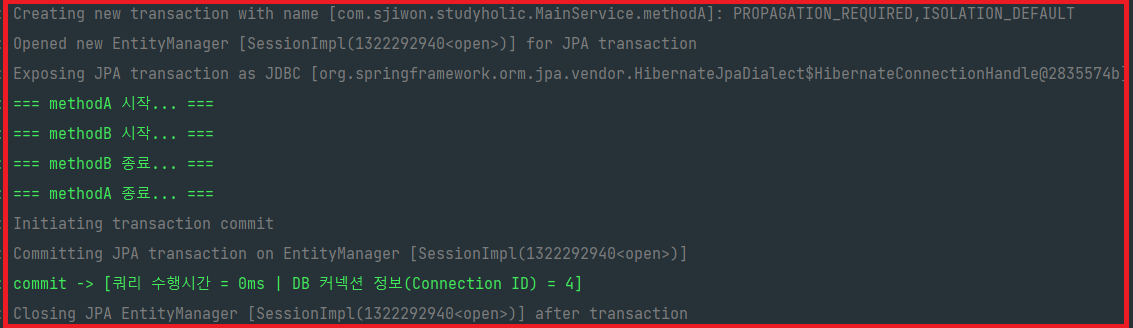 Creating new transaction with name [com.sjiwon.studyholic.MainService.methodA]: PROPAGATION_REQUIRED,ISOLATION_DEFAULT
Opened new EntityManager [SessionImpl(1322292940<open>)] for JPA transaction
Exposing JPA transaction as JDBC [org.springframework.orm.jpa.vendor.HibernateJpaDialect$HibernateConnectionHandle@2835574b]
=== methodA 시작... ===
=== methodB 시작... ===
=== methodB 종료... ===
=== methodA 종료... ===
Initiating transaction commit
Committing JPA transaction on EntityManager [SessionImpl(1322292940<open>)]
commit -> [쿼리 수행시간 = 0ms | DB 커넥션 정보(Connection ID) = 4]
Closing JPA EntityManager [SessionImpl(1322292940<open>)] after transaction